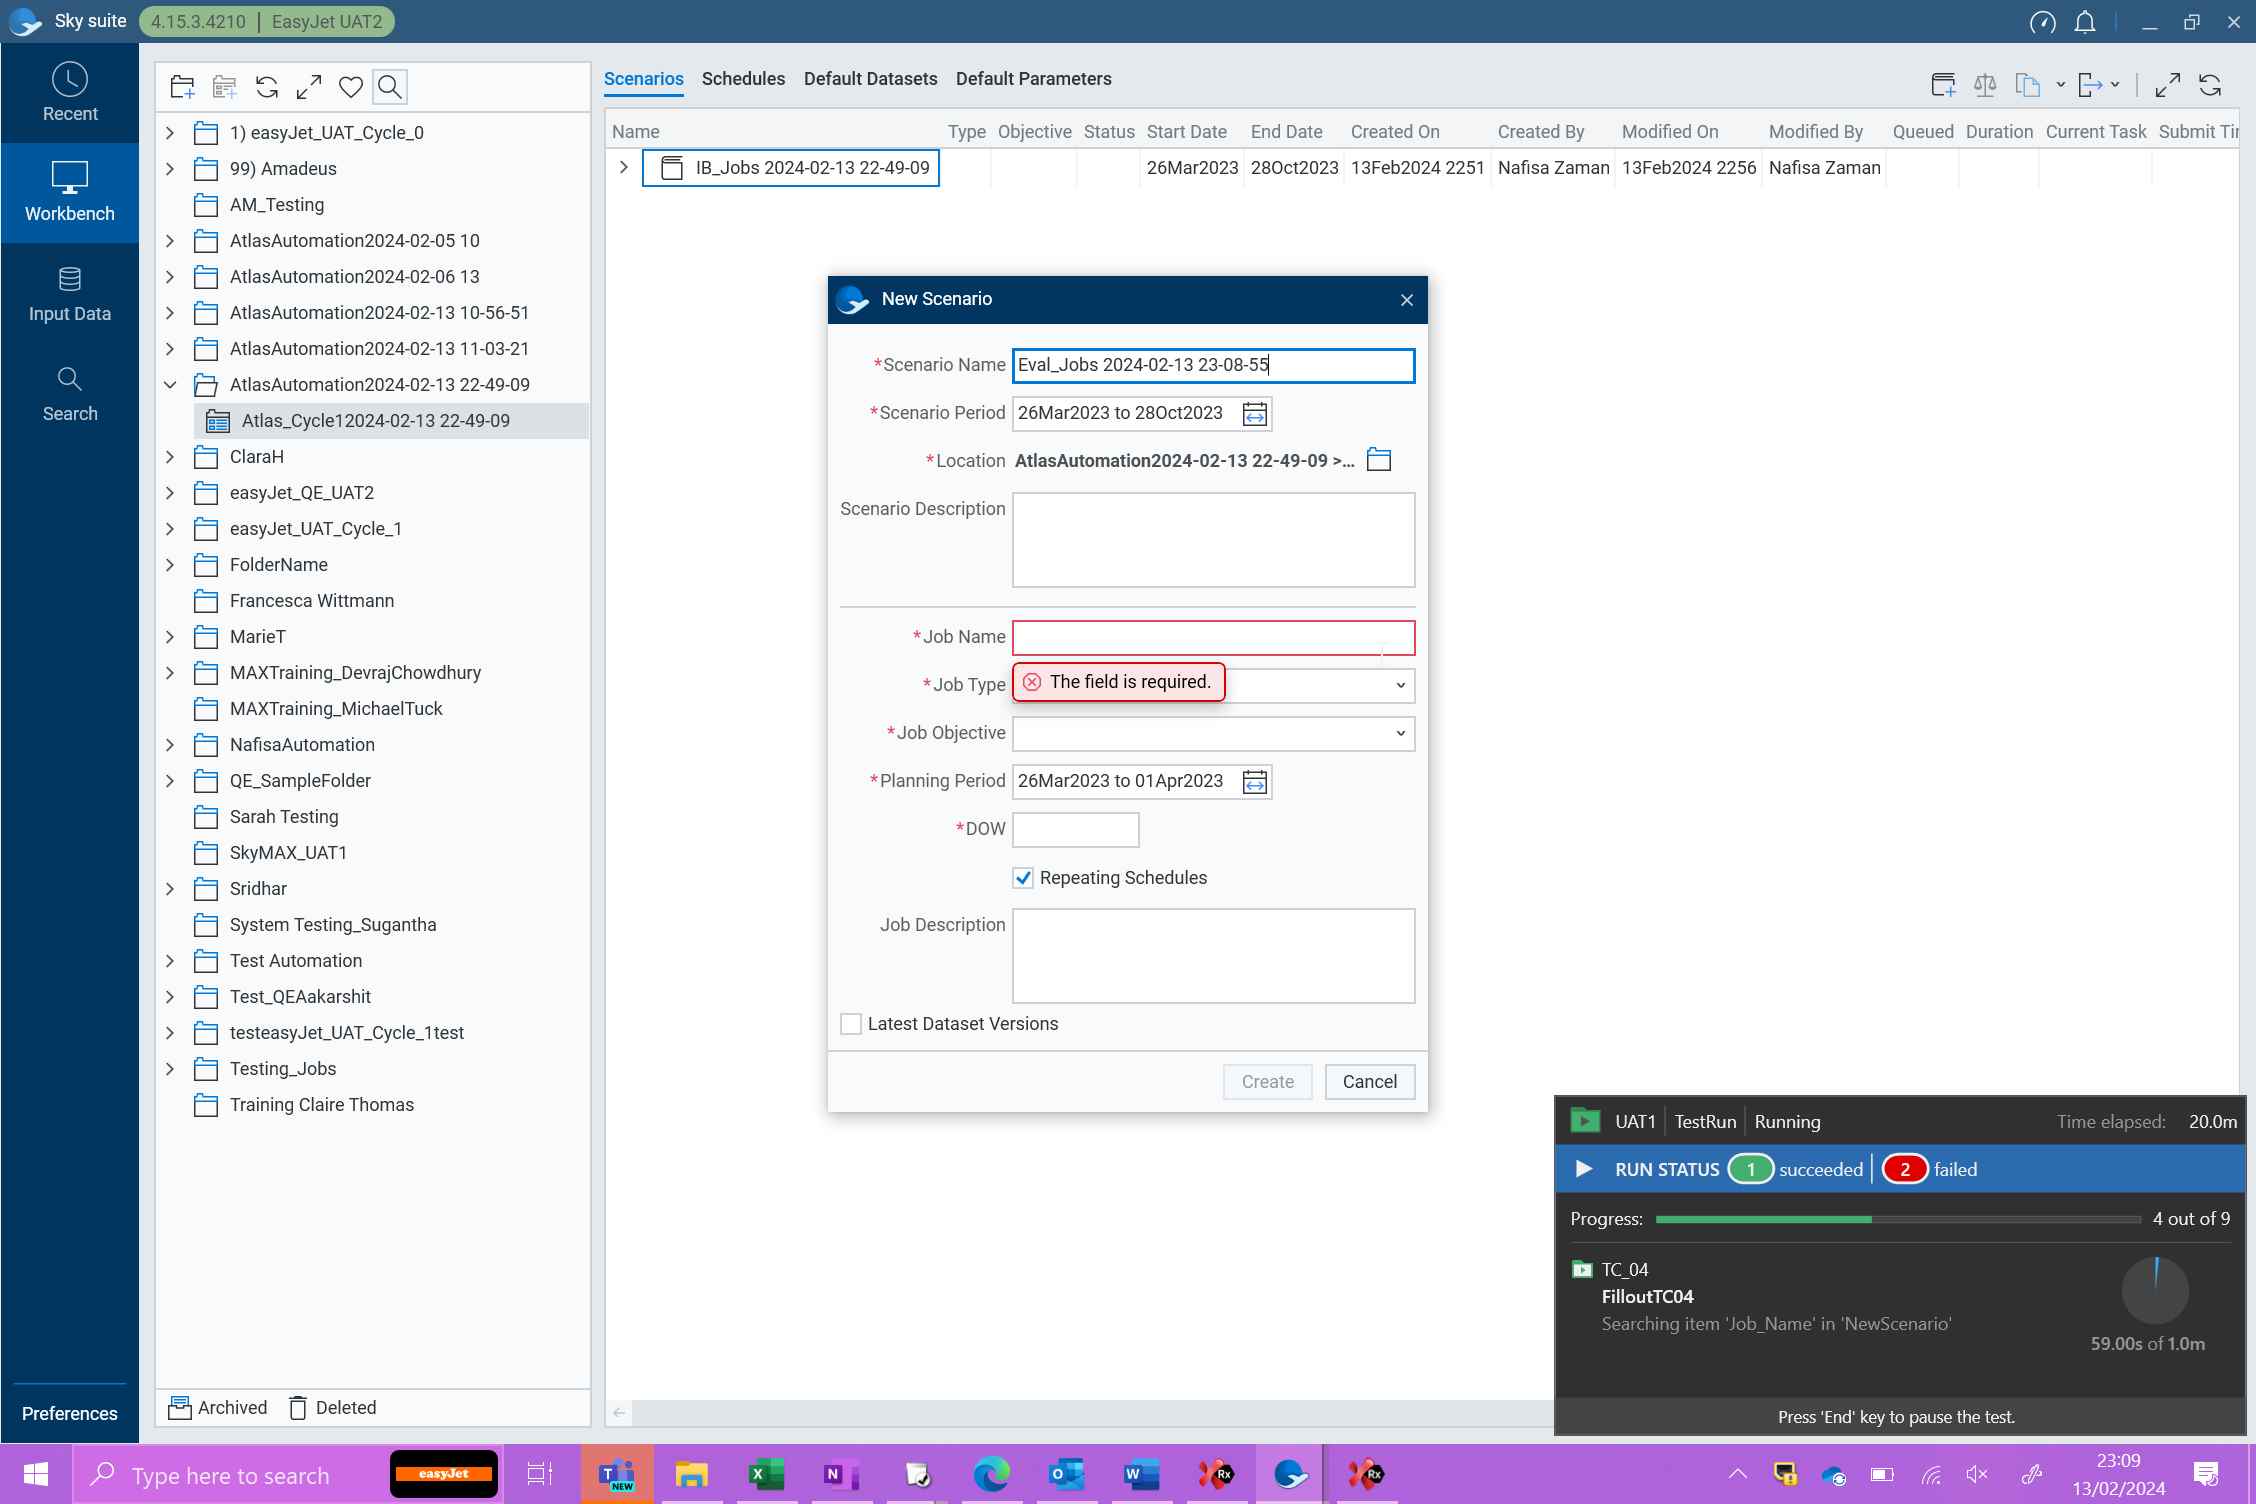 Sky suite 4.15.3.4210 | EasyJet UAT2
Recent
Workbench
Input Data
Search
Preferences
1) easyJet_UAT_Cycle_0
99) Amadeus
AM_Testing
AtlasAutomation2024-02-05 10
AtlasAutomation2024-02-06 13
AtlasAutomation2024-02-13 10-56-51
AtlasAutomation2024-02-13 11-03-21
AtlasAutomation2024-02-13 22-49-09
Atlas_Cycle12024-02-13 22-49-09
ClaraH
easyJet_QE_UAT2
easyJet_UAT_Cycle_1
FolderName
Francesca Wittmann
MarieT
MAXTraining_DevrajChowdhury
MAXTraining_MichaelTuck
NafisaAutomation
QE_SampleFolder
Sarah Testing
SkyMAX_UAT1
Sridhar
System Testing_Sugantha
Test Automation
Test_QEAakarshit
testeasyJet_UAT_Cycle_1test
Testing_Jobs
Training Claire Thomas
Archived Deleted
Scenarios Schedules Default Datasets Default Parameters
Name Type Objective Status Start Date End Date Created On Created By Modified On Modified By Queued Duration Current Task Submit Tir
IB_Jobs 2024-02-13 22-49-09 26Mar2023 28Oct2023 13Feb2024 2251 Nafisa Zaman 13Feb2024 2256 Nafisa Zaman
New Scenario
*Scenario Name Eval_Jobs 2024-02-13 23-08-55
*Scenario Period 26Mar2023 to 28Oct2023
*Location AtlasAutomation2024-02-13 22-49-09 >...
Scenario Description
*Job Name
*Job Type The field is required.
*Job Objective
*Planning Period 26Mar2023 to 01Apr2023
*DOW
Repeating Schedules
Job Description
Latest Dataset Versions
Create Cancel
UAT1 TestRun Running Time elapsed: 20.0m
RUN STATUS 1 succeeded 2 failed
Progress: 4 out of 9
TC_04
FilloutTC04
Searching item 'Job_Name' in 'NewScenario'
59.00s of 1.0m
Press 'End' key to pause the test.
Type here to search easyJet NEW
23:09
13/02/2024